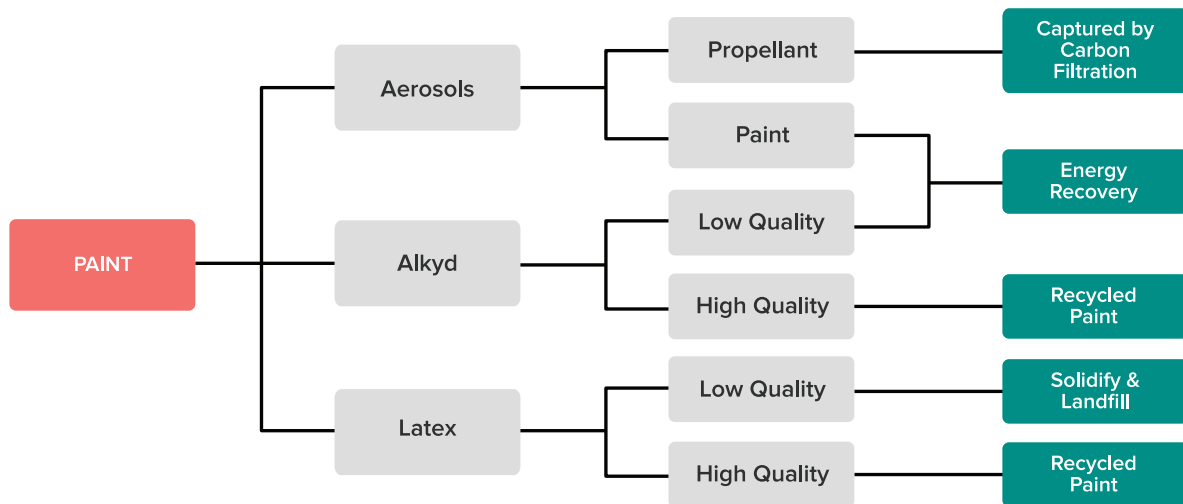 PAINT
Aerosols
Alkyd
Latex
Propellant
Paint
Low Quality
High Quality
Low Quality
High Quality
Captured by
Carbon
Filtration
Energy
Recovery
Recycled
Paint
Solidify &
Landfill
Recycled
Paint